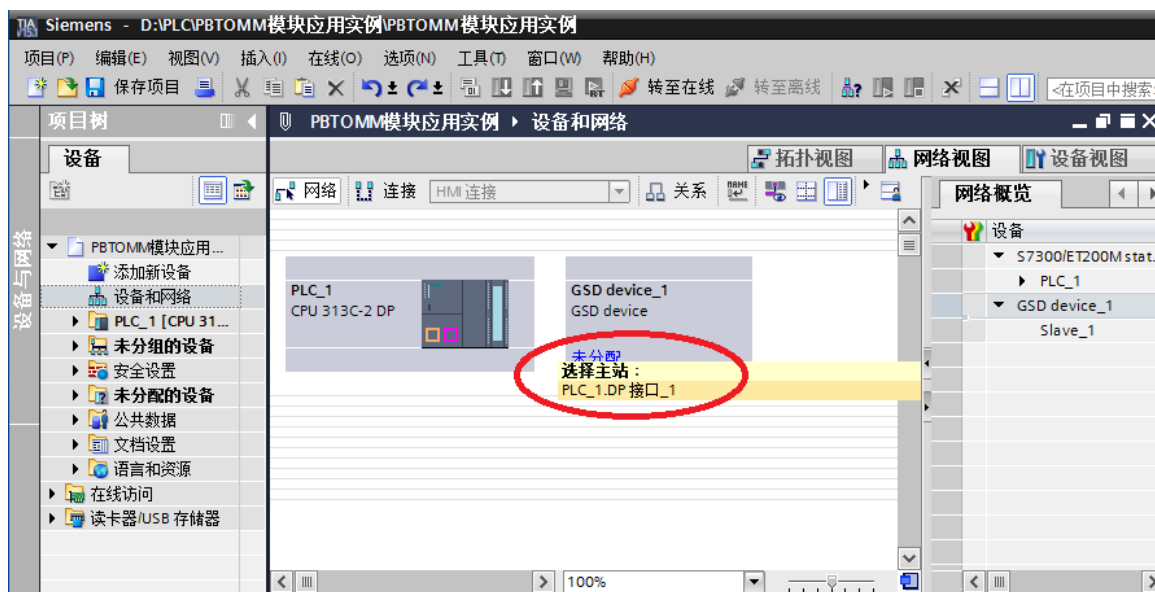 Siemens - D:\PLC\PBTOMM模块应用实例\PBTOMM模块应用实例
项目(P) 编辑(E) 视图(V) 插入(I) 在线(O) 选项(N) 工具(T) 窗口(W) 帮助(H)
保存项目 转至在线 转至离线 <在项目中搜索>
项目树 PBTOMM模块应用实例 ▸ 设备和网络
设备 拓扑视图 网络视图 设备视图
网络 连接 HMI 连接 关系 网络概览
设备与网络
PBTOMM模块应用...
添加新设备
设备和网络
PLC_1 [CPU 31...
未分组的设备
安全设置
未分配的设备
公共数据
文档设置
语言和资源
在线访问
读卡器/USB 存储器
PLC_1
CPU 313C-2 DP
GSD device_1
GSD device
未分配
选择主站：
PLC_1.DP 接口_1
100%
设备
S7300/ET200M stat.
PLC_1
GSD device_1
Slave_1